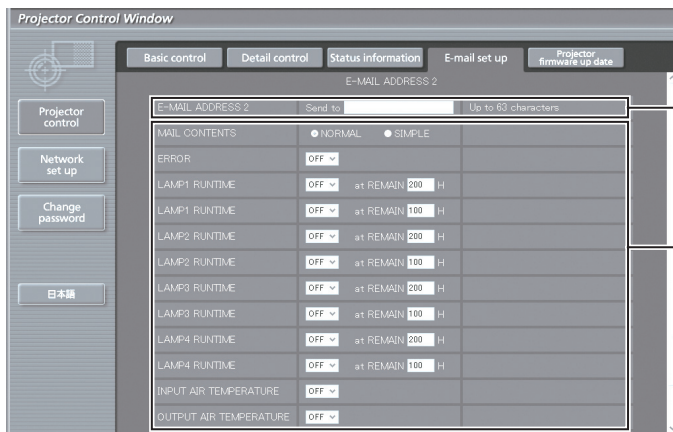 Projector Control Window
Basic control
Detail control
Status information
E-mail set up
Projector
firmware up date
Projector
control
Network
set up
Change
password
日本語
E-MAIL ADDRESS 2
E-MAIL ADDRESS 2 Send to Up to 63 characters
MAIL CONTENTS NORMAL SIMPLE
ERROR OFF
LAMP1 RUNTIME OFF at REMAIN 200 H
LAMP1 RUNTIME OFF at REMAIN 100 H
LAMP2 RUNTIME OFF at REMAIN 200 H
LAMP2 RUNTIME OFF at REMAIN 100 H
LAMP3 RUNTIME OFF at REMAIN 200 H
LAMP3 RUNTIME OFF at REMAIN 100 H
LAMP4 RUNTIME OFF at REMAIN 200 H
LAMP4 RUNTIME OFF at REMAIN 100 H
INPUT AIR TEMPERATURE OFF
OUTPUT AIR TEMPERATURE OFF